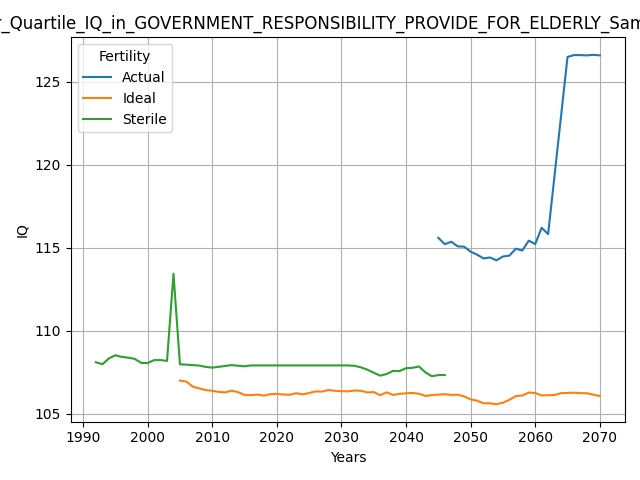 _Quartile_IQ_in_GOVERNMENT_RESPONSIBILITY_PROVIDE_FOR_ELDERLY_Sam
Fertility
Actual
Ideal
Sterile
125
120
115
110
105
IQ
1990 2000 2010 2020 2030 2040 2050 2060 2070
Years